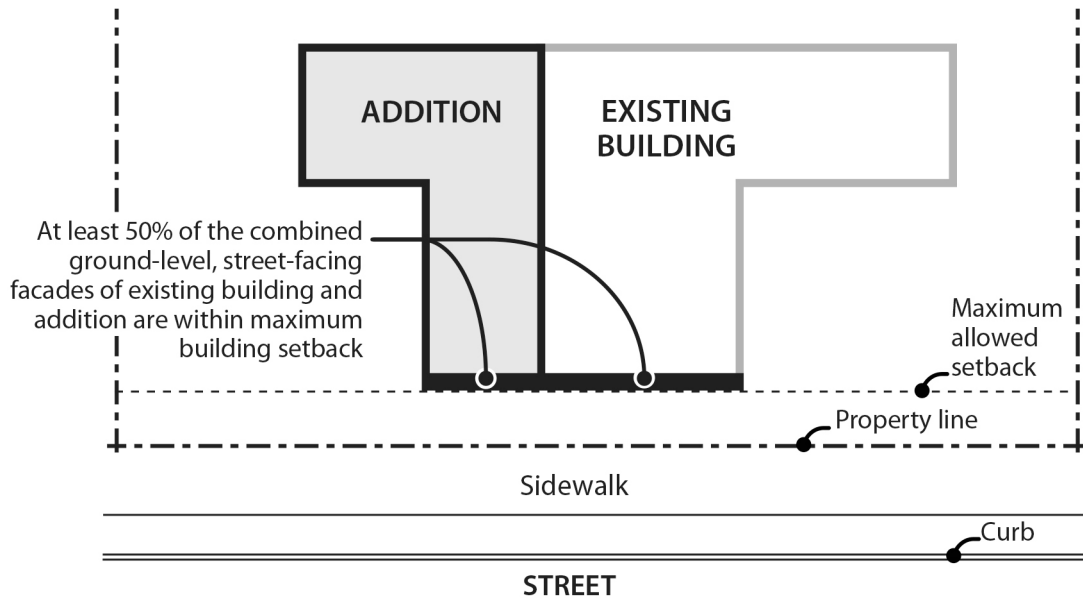 ADDITION
EXISTING
BUILDING
At least 50% of the combined
ground-level, street-facing
facades of existing building and
addition are within maximum
building setback
Maximum
allowed
setback
Property line
Sidewalk
Curb
STREET